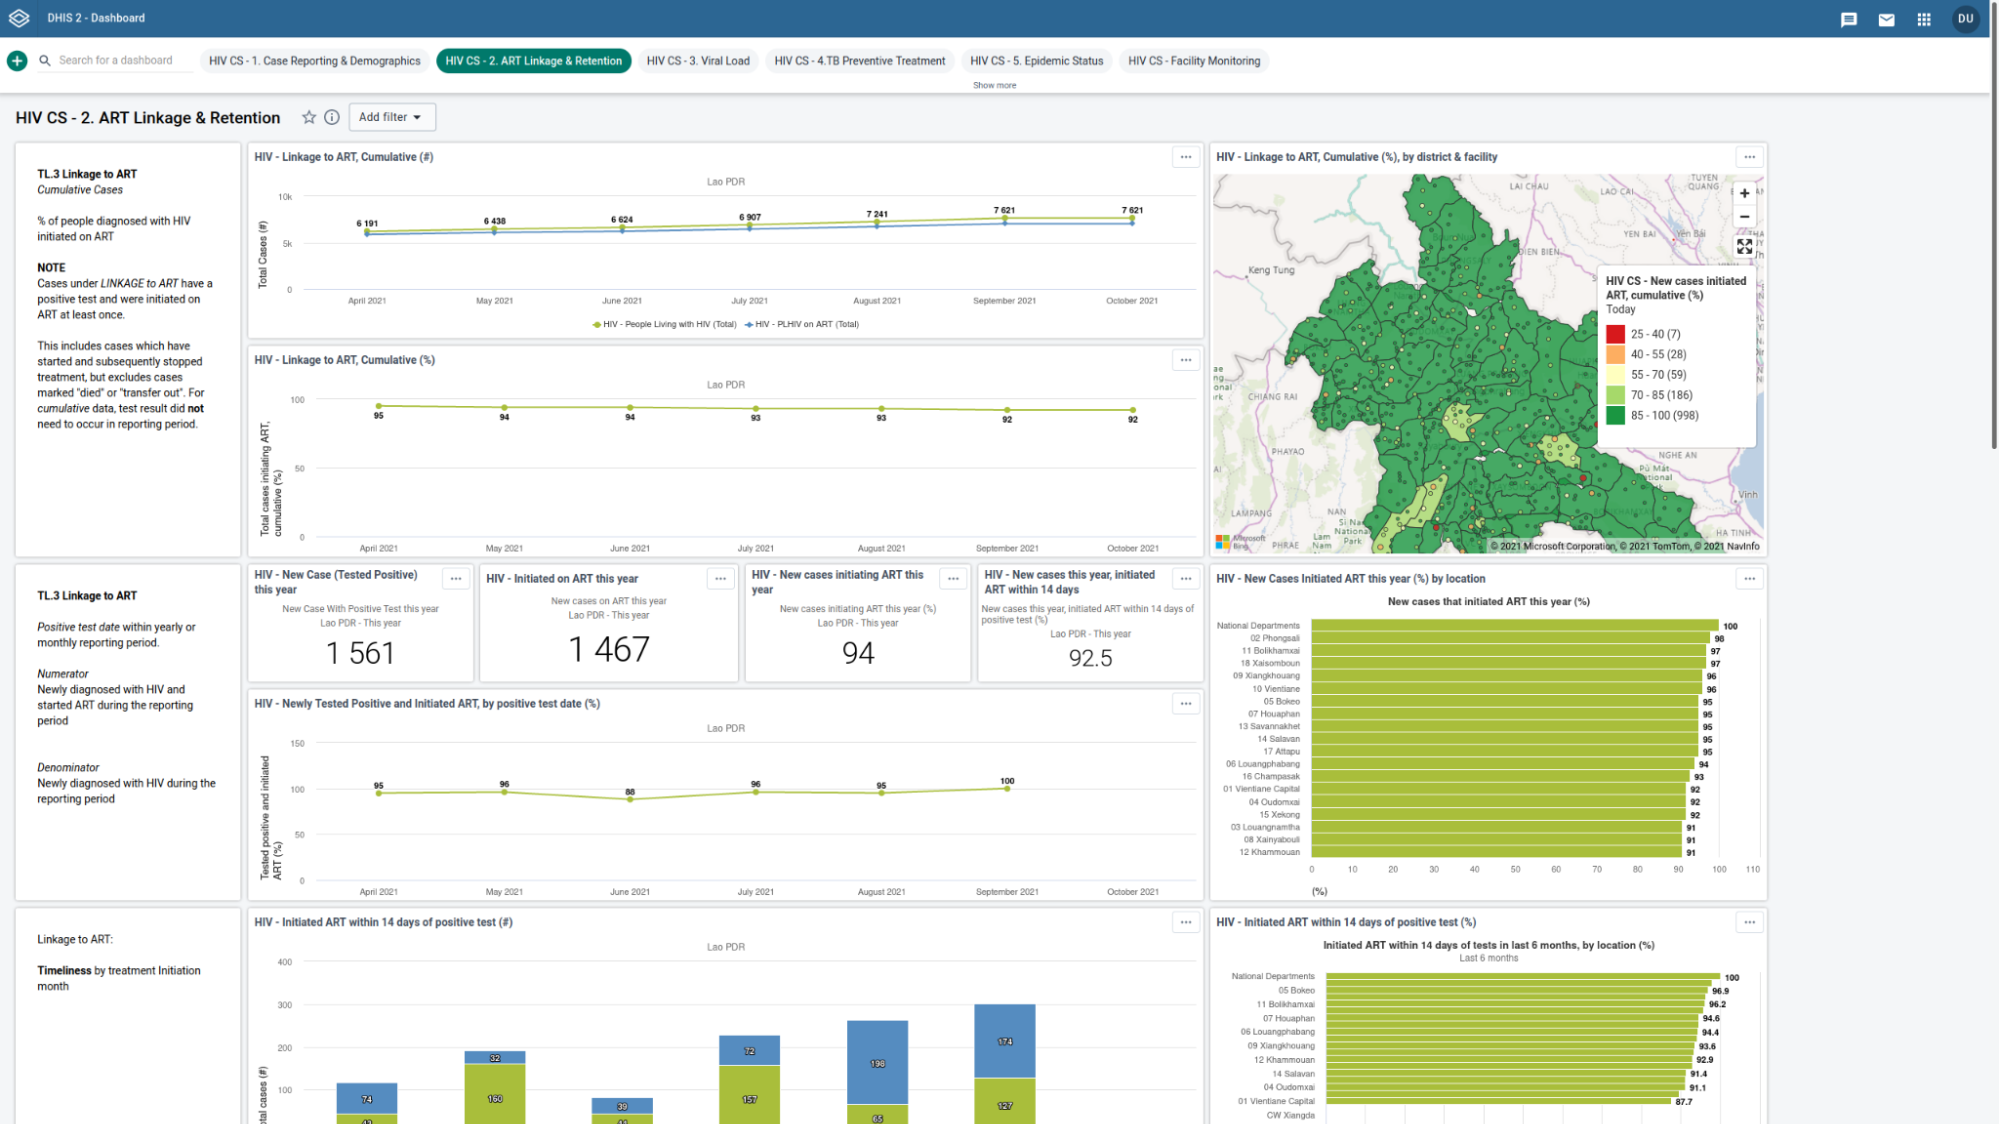 DHIS 2 - Dashboard
DU
Search for a dashboard
HIV CS - 1. Case Reporting & Demographics
HIV CS - 2. ART Linkage & Retention
HIV CS - 3. Viral Load
HIV CS - 4.TB Preventive Treatment
HIV CS - 5. Epidemic Status
HIV CS - Facility Monitoring
Show more
HIV CS - 2. ART Linkage & Retention
Add filter
TL.3 Linkage to ART
Cumulative Cases
% of people diagnosed with HIV
initiated on ART
NOTE
Cases under LINKAGE to ART have a
positive test and were initiated on
ART at least once.
This includes cases which have
started and subsequently stopped
treatment, but excludes cases
marked "died" or "transfer out". For
cumulative data, test result did not
need to occur in reporting period.
HIV - Linkage to ART, Cumulative (#)
Lao PDR
Total Cases (#)
10k
5k
0
6 191
6 438
6 624
6 907
7 241
7 621
7 621
April 2021
May 2021
June 2021
July 2021
August 2021
September 2021
October 2021
HIV - People Living with HIV (Total)
HIV - PLHIV on ART (Total)
HIV - Linkage to ART, Cumulative (%)
Lao PDR
Total cases initiating ART,
cumulative (%)
100
50
0
95
94
94
93
93
92
92
April 2021
May 2021
June 2021
July 2021
August 2021
September 2021
October 2021
HIV - Linkage to ART, Cumulative (%), by district & facility
LAI CHAU
LAO CAI
TUYEN
QUANG
YEN BAI
Yên Bái
DIEN BIEN
Keng Tung
CHIANG RAI
PHAYAO
LAMPANG
NAN
PHRAE
Lam
Nam
Si Na
National
Park
NGHE AN
Pù Mát
National
Vinh
HA TINH
+
−
HIV CS - New cases initiated
ART, cumulative (%)
Today
25 - 40 (7)
40 - 55 (28)
55 - 70 (59)
70 - 85 (186)
85 - 100 (998)
Microsoft
Bing
© 2021 Microsoft Corporation, © 2021 TomTom, © 2021 NavInfo
TL.3 Linkage to ART
Positive test date within yearly or
monthly reporting period.
Numerator
Newly diagnosed with HIV and
started ART during the reporting
period
Denominator
Newly diagnosed with HIV during the
reporting period
HIV - New Case (Tested Positive)
this year
New Case With Positive Test this year
Lao PDR - This year
1 561
HIV - Initiated on ART this year
New cases on ART this year
Lao PDR - This year
1 467
HIV - New cases initiating ART this
year
New cases initiating ART this year (%)
Lao PDR - This year
94
HIV - New cases this year, initiated
ART within 14 days
New cases this year, initiated ART within 14 days of
positive test (%)
Lao PDR - This year
92.5
HIV - Newly Tested Positive and Initiated ART, by positive test date (%)
Lao PDR
Tested positive and initiated
ART (%)
150
100
50
0
95
96
88
96
95
100
April 2021
May 2021
June 2021
July 2021
August 2021
September 2021
October 2021
HIV - New Cases Initiated ART this year (%) by location
New cases that initiated ART this year (%)
National Departments 100
02 Phongsali 98
11 Bolikhamxai 97
18 Xaisomboun 97
09 Xiangkhouang 96
10 Vientiane 96
05 Bokeo 95
07 Houaphan 95
13 Savannakhet 95
14 Salavan 95
17 Attapu 95
06 Louangphabang 94
16 Champasak 93
01 Vientiane Capital 92
04 Oudomxai 92
15 Xekong 92
03 Louangnamtha 91
08 Xainyabouli 91
12 Khammouan 91
0 10 20 30 40 50 60 70 80 90 100 110
(%)
Linkage to ART:
Timeliness by treatment Initiation
month
HIV - Initiated ART within 14 days of positive test (#)
Lao PDR
400
300
200
100
74
32
160
39
72
157
198
65
174
127
HIV - Initiated ART within 14 days of positive test (%)
Initiated ART within 14 days of tests in last 6 months, by location (%)
Last 6 months
National Departments 100
05 Bokeo 96.9
11 Bolikhamxai 96.2
07 Houaphan 94.6
06 Louangphabang 94.4
09 Xiangkhouang 93.6
12 Khammouan 92.9
14 Salavan 91.4
04 Oudomxai 91.1
01 Vientiane Capital 87.7
CW Xiangda